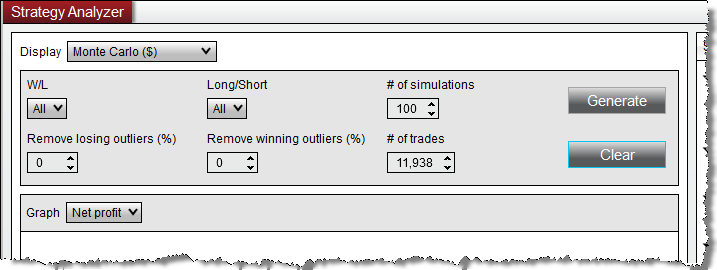 Strategy Analyzer
Display Monte Carlo ($)
W/L Long/Short # of simulations
All All 100 Generate
Remove losing outliers (%) Remove winning outliers (%) # of trades
0 0 11,938 Clear
Graph Net profit